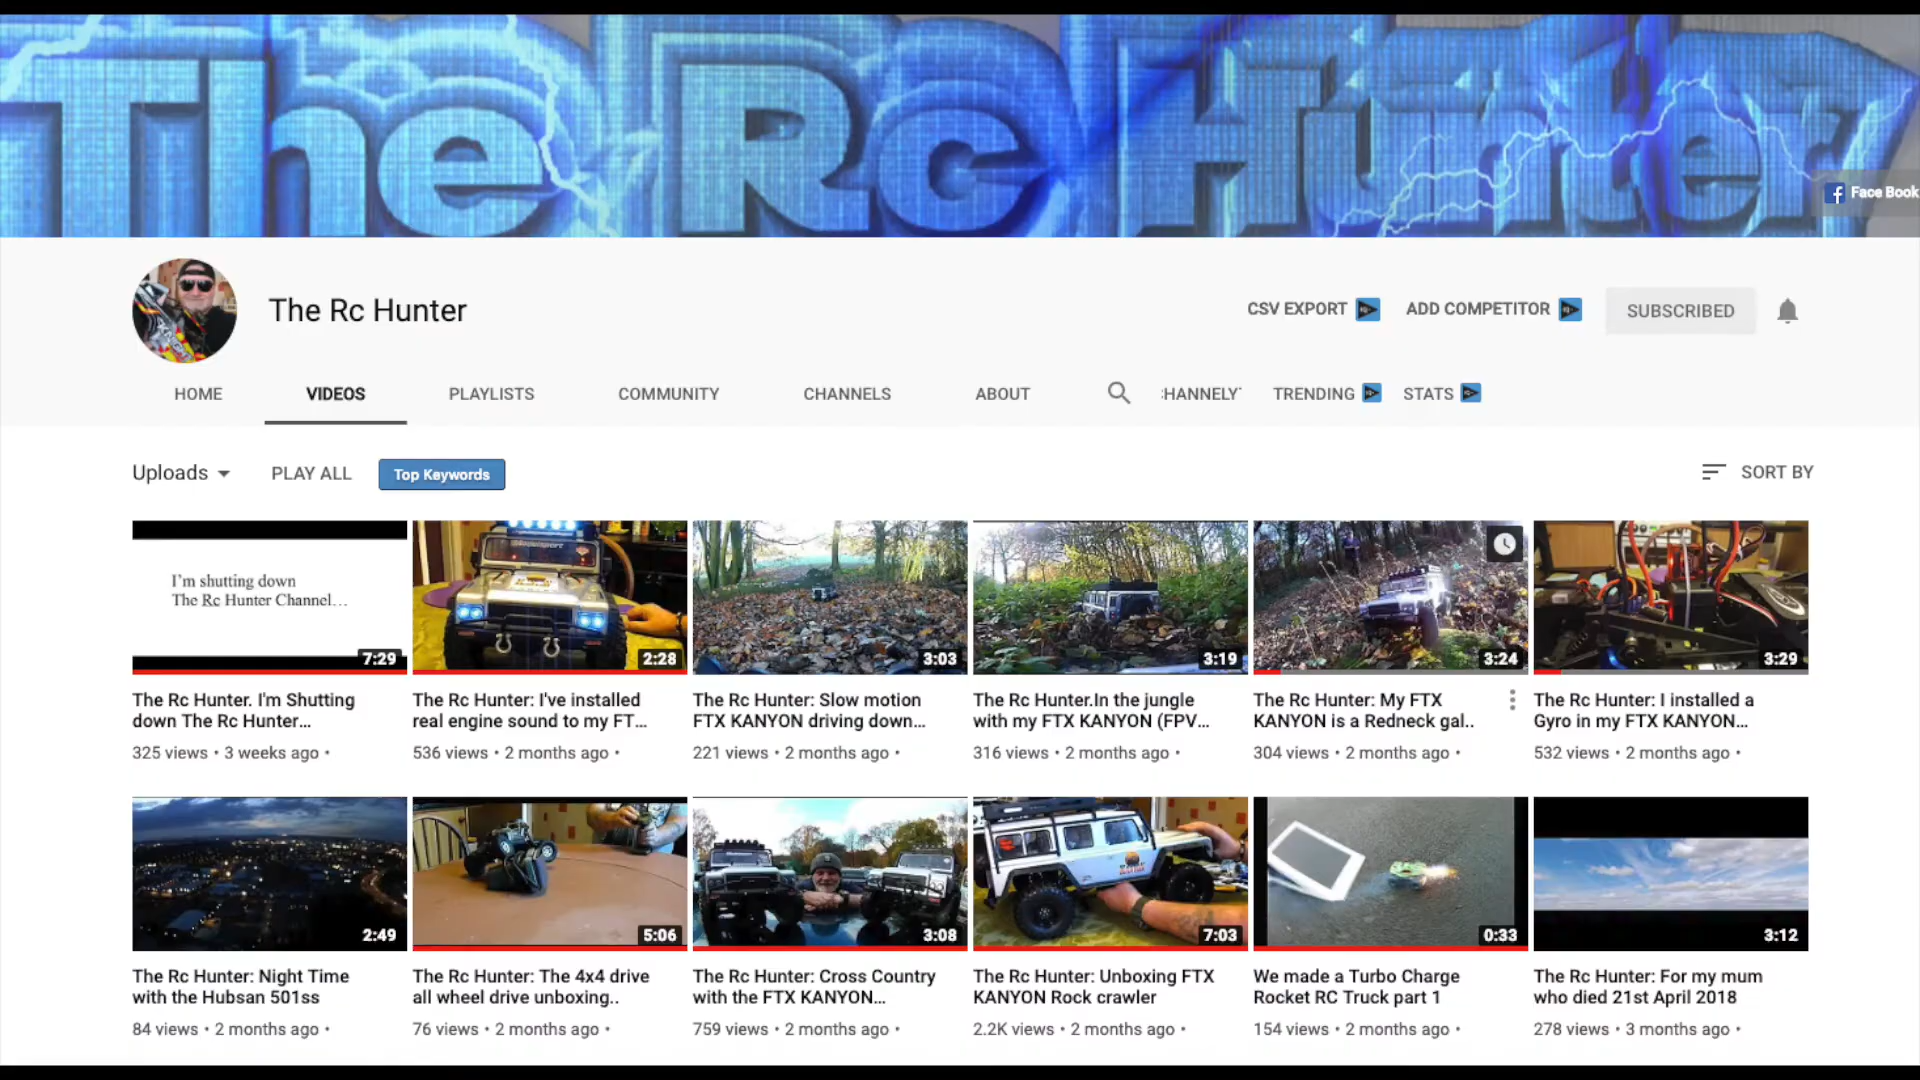 The Rc Hunter
Face Book
The Rc Hunter
CSV EXPORT
ADD COMPETITOR
SUBSCRIBED
HOME
VIDEOS
PLAYLISTS
COMMUNITY
CHANNELS
ABOUT
HANNELY
TRENDING
STATS
Uploads
PLAY ALL
Top Keywords
SORT BY
I'm shutting down
The Rc Hunter Channel…
7:29
2:28
3:03
3:19
3:24
3:29
The Rc Hunter. I'm Shutting
down The Rc Hunter...
325 views • 3 weeks ago •
The Rc Hunter: I've installed
real engine sound to my FT...
536 views • 2 months ago •
The Rc Hunter: Slow motion
FTX KANYON driving down...
221 views • 2 months ago •
The Rc Hunter.In the jungle
with my FTX KANYON (FPV...
316 views • 2 months ago •
The Rc Hunter: My FTX
KANYON is a Redneck gal..
304 views • 2 months ago •
The Rc Hunter: I installed a
Gyro in my FTX KANYON...
532 views • 2 months ago •
2:49
5:06
3:08
7:03
0:33
3:12
The Rc Hunter: Night Time
with the Hubsan 501ss
84 views • 2 months ago •
The Rc Hunter: The 4x4 drive
all wheel drive unboxing..
76 views • 2 months ago •
The Rc Hunter: Cross Country
with the FTX KANYON...
759 views • 2 months ago •
The Rc Hunter: Unboxing FTX
KANYON Rock crawler
2.2K views • 2 months ago •
We made a Turbo Charge
Rocket RC Truck part 1
154 views • 2 months ago •
The Rc Hunter: For my mum
who died 21st April 2018
278 views • 3 months ago •